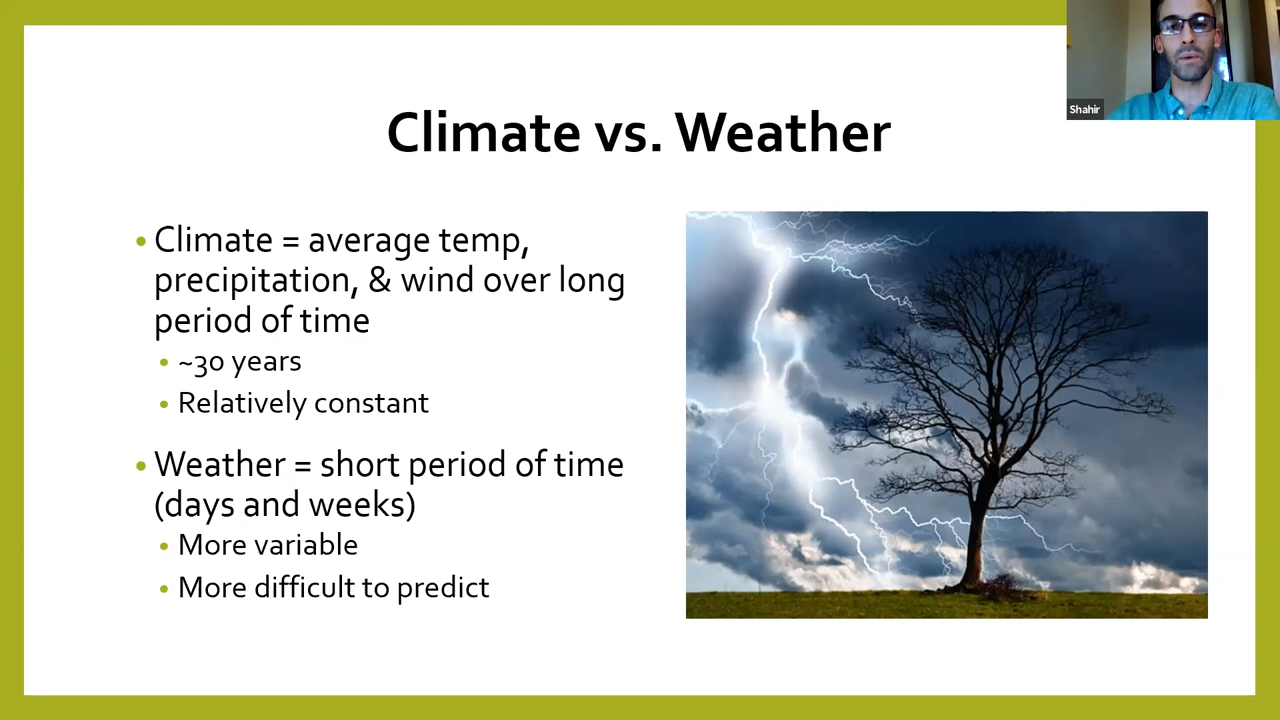 Shahir
Climate vs. Weather
• Climate = average temp,
precipitation, & wind over long
period of time
• ~30 years
• Relatively constant
• Weather = short period of time
(days and weeks)
• More variable
• More difficult to predict